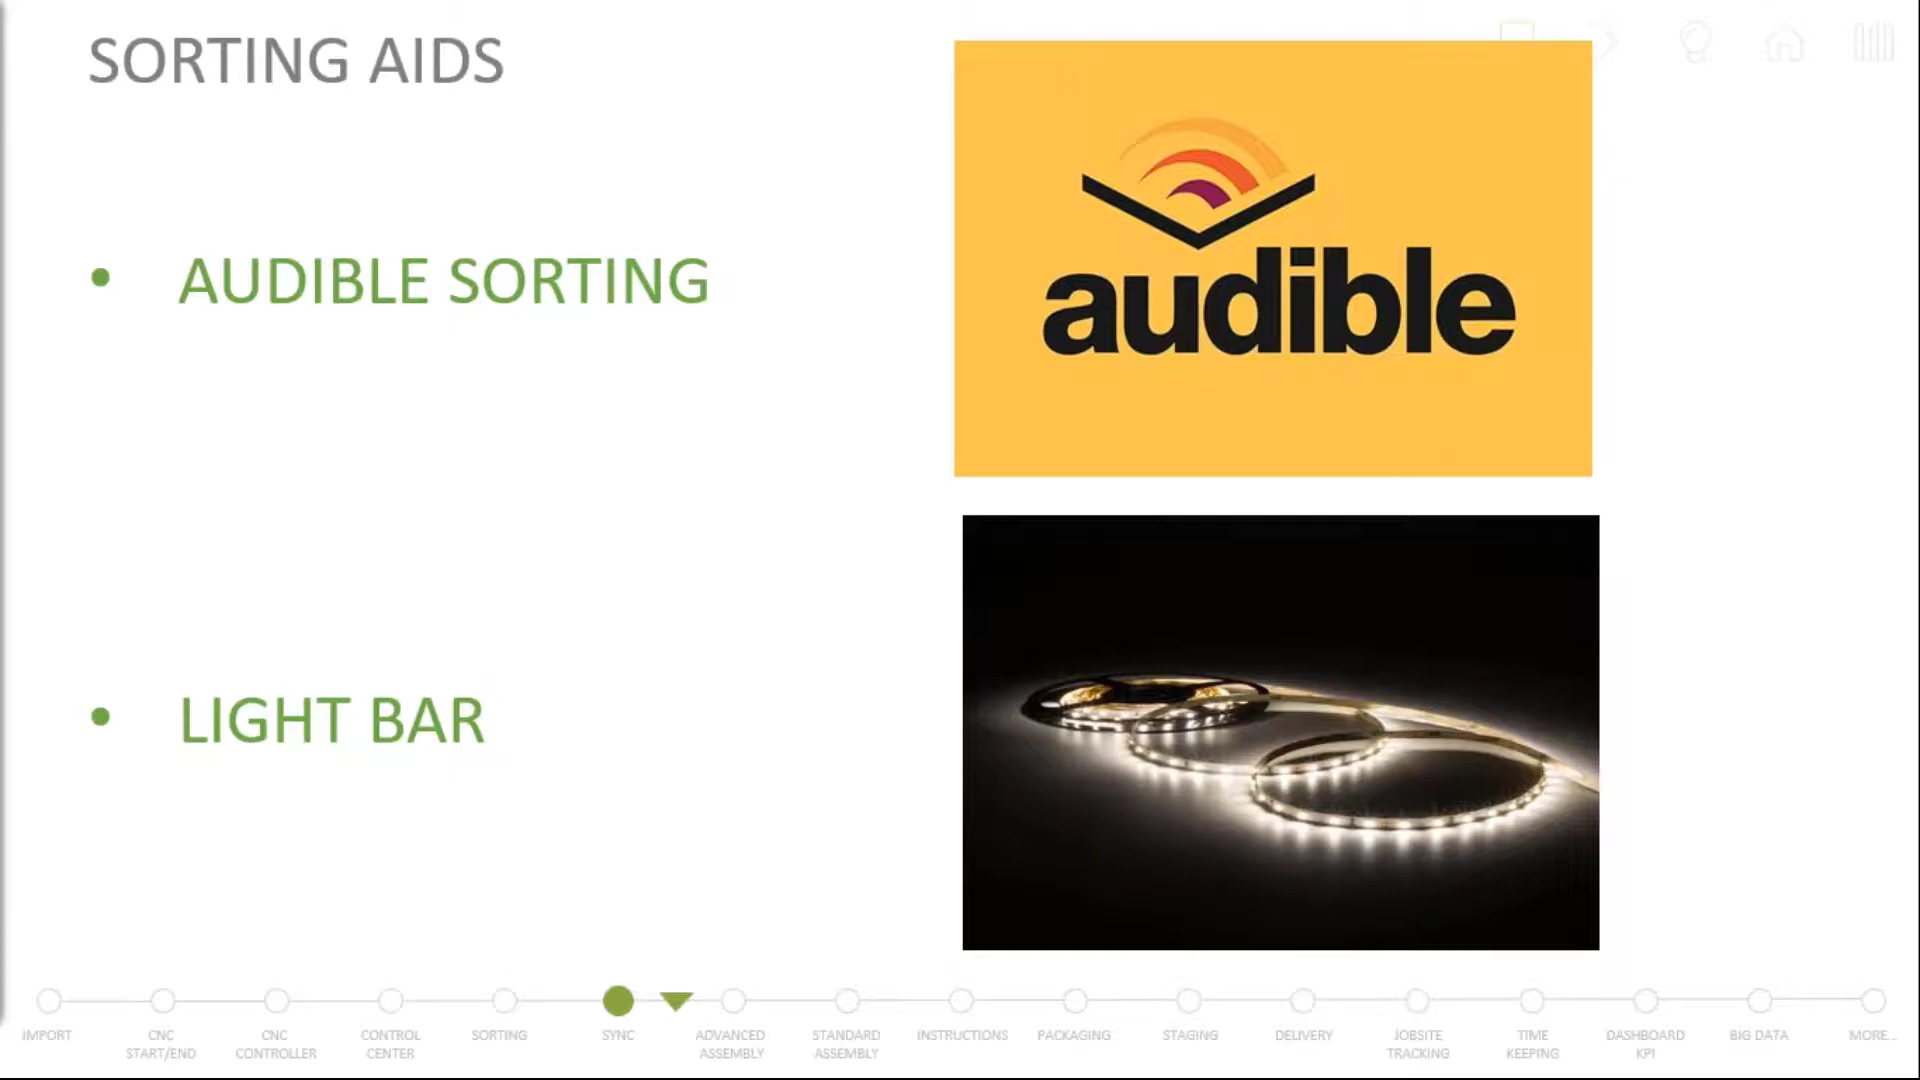 SORTING AIDS
• AUDIBLE SORTING
audible
• LIGHT BAR
IMPORT
CNC
START/END
CNC
CONTROLLER
CONTROL
CENTER
SORTING
SYNC
ADVANCED
ASSEMBLY
STANDARD
ASSEMBLY
INSTRUCTIONS
PACKAGING
STAGING
DELIVERY
JOBSITE
TRACKING
TIME
KEEPING
DASHBOARD
KPI
BIG DATA
MORE...